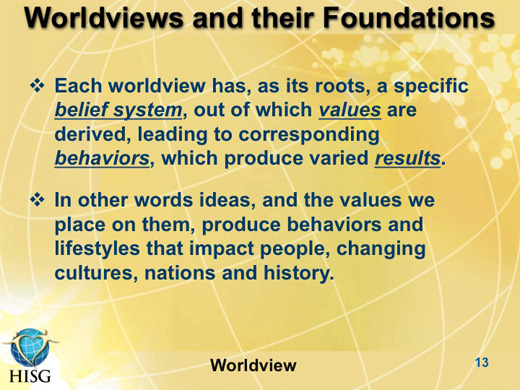 Worldviews and their Foundations
❖ Each worldview has, as its roots, a specific
belief system, out of which values are
derived, leading to corresponding
behaviors, which produce varied results.
❖ In other words ideas, and the values we
place on them, produce behaviors and
lifestyles that impact people, changing
cultures, nations and history.
HISG
Worldview
13